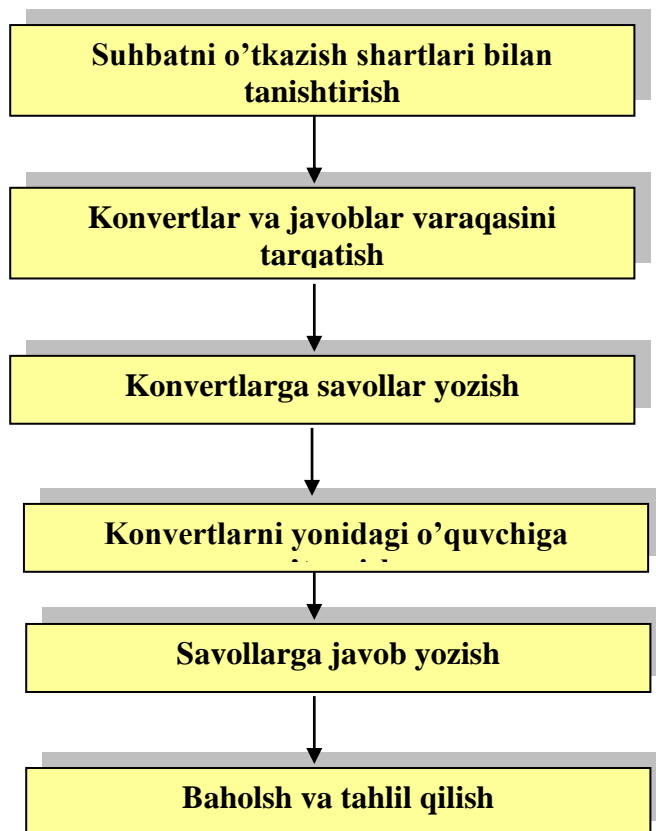 Suhbatni o’tkazish shartlari bilan
tanishtirish
Konvertlar va javoblar varaqasini
tarqatish
Konvertlarga savollar yozish
Konvertlarni yonidagi o’quvchiga
Savollarga javob yozish
Baholsh va tahlil qilish